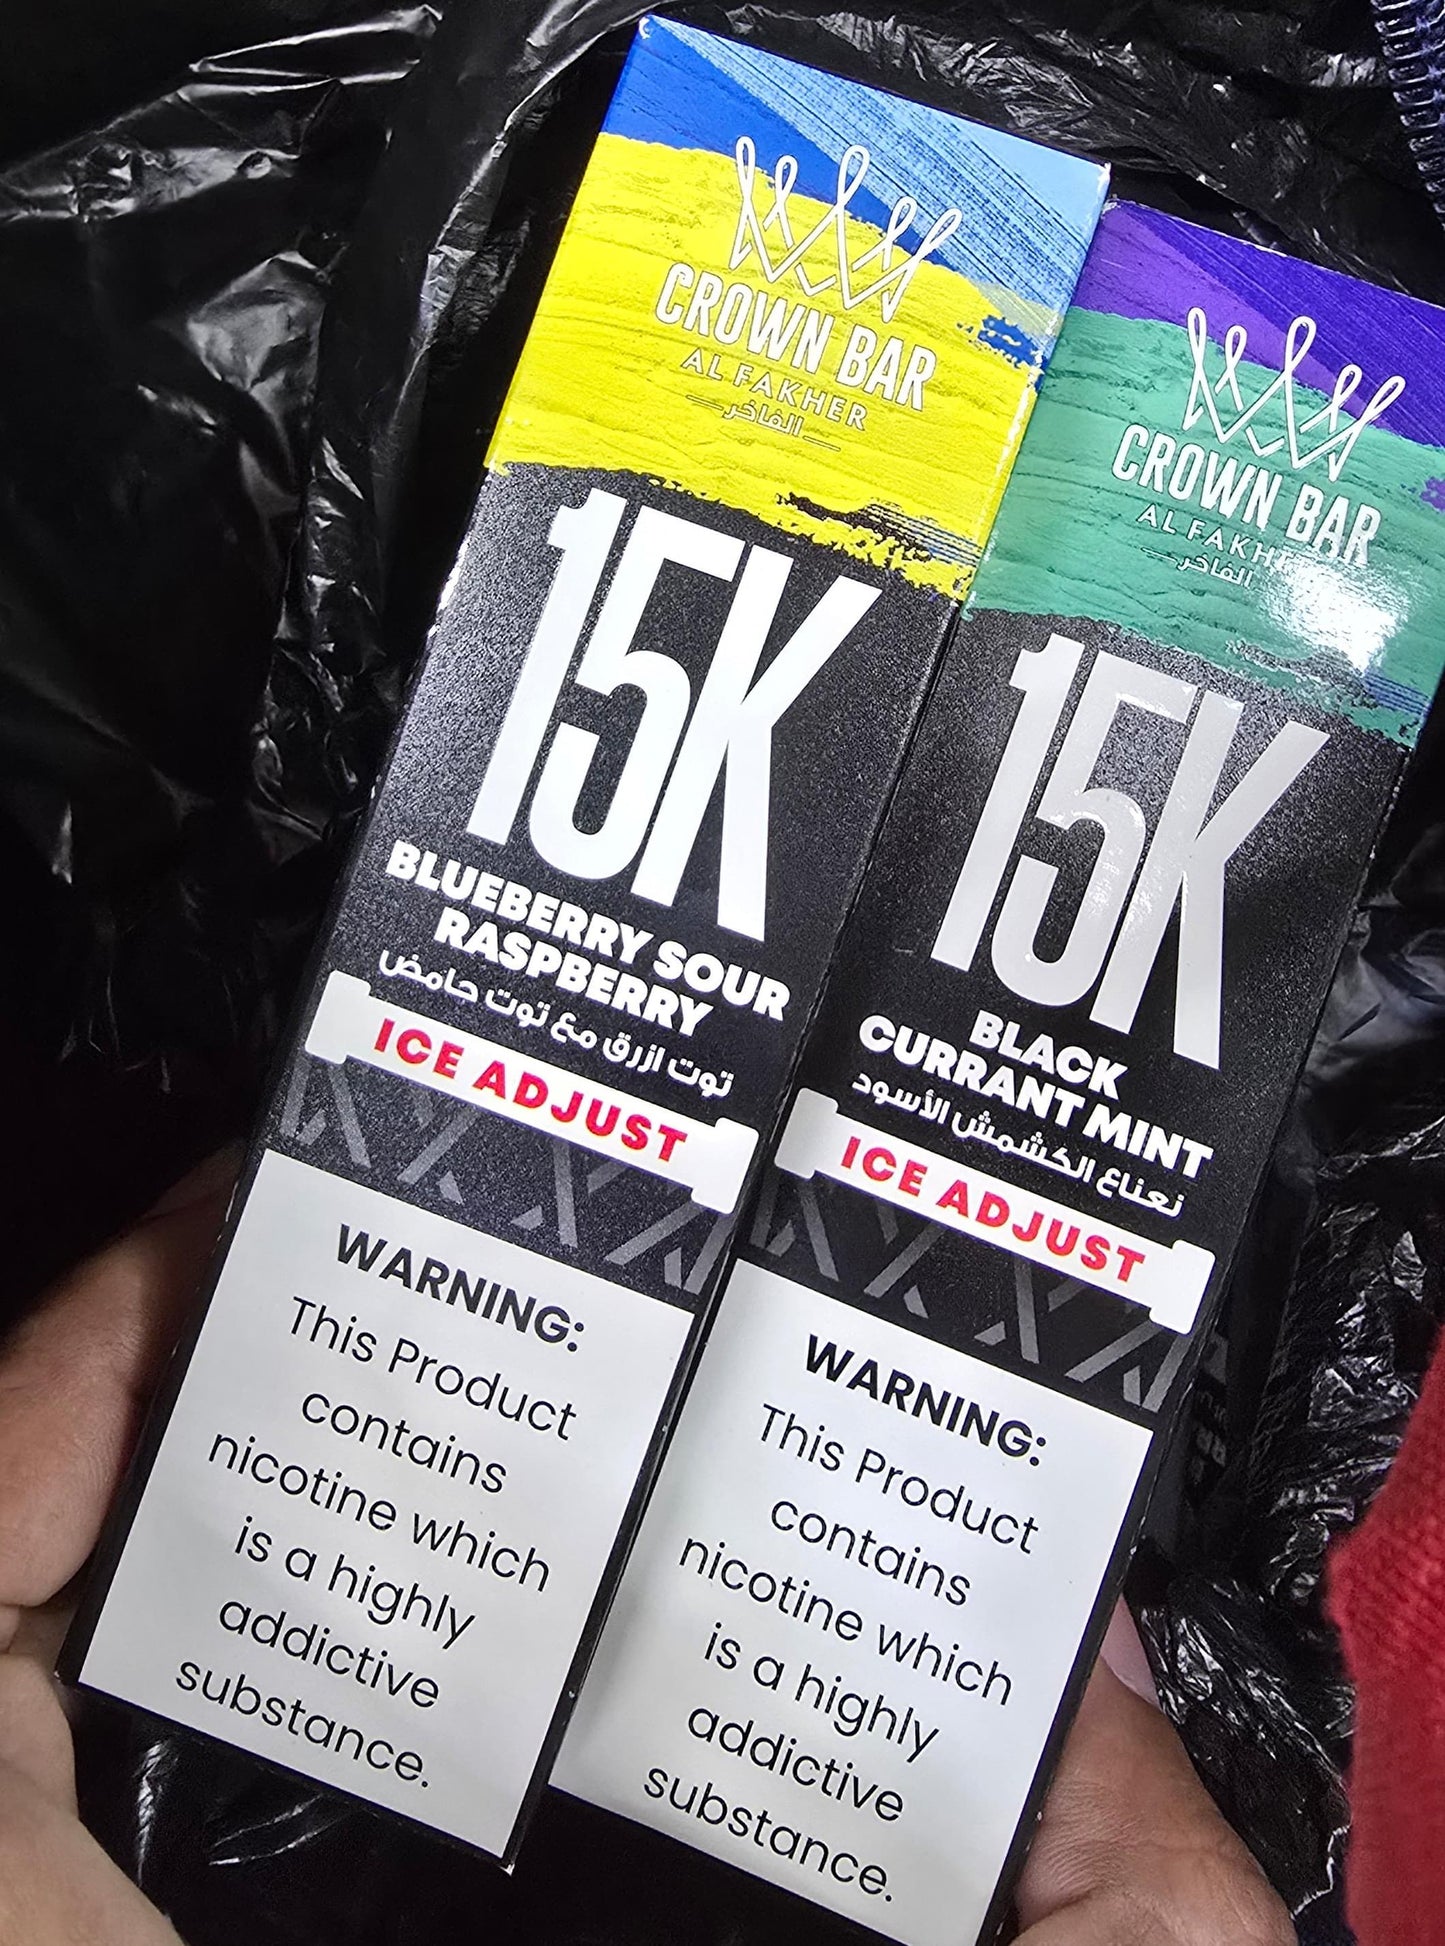 CROWN BAR
AL FAKHER
الفاخر
15K
BLUEBERRY SOUR
RASPBERRY
توت ازرق مع توت حامض
ICE ADJUST
WARNING:
This Product
contains
nicotine which
is a highly
addictive
substance.
CROWN BAR
AL FAKHER
الفاخر
15K
BLACK
CURRANT MINT
نعناع الكشمش الأسود
ICE ADJUST
WARNING:
This Product
contains
nicotine which
is a highly
addictive
substance.